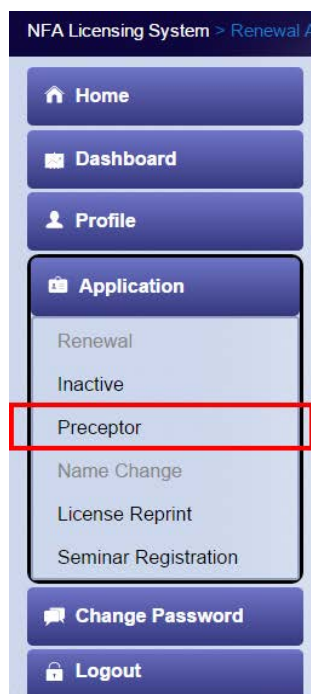 NFA Licensing System > Renewal A
Home
Dashboard
Profile
Application
Renewal
Inactive
Preceptor
Name Change
License Reprint
Seminar Registration
Change Password
Logout